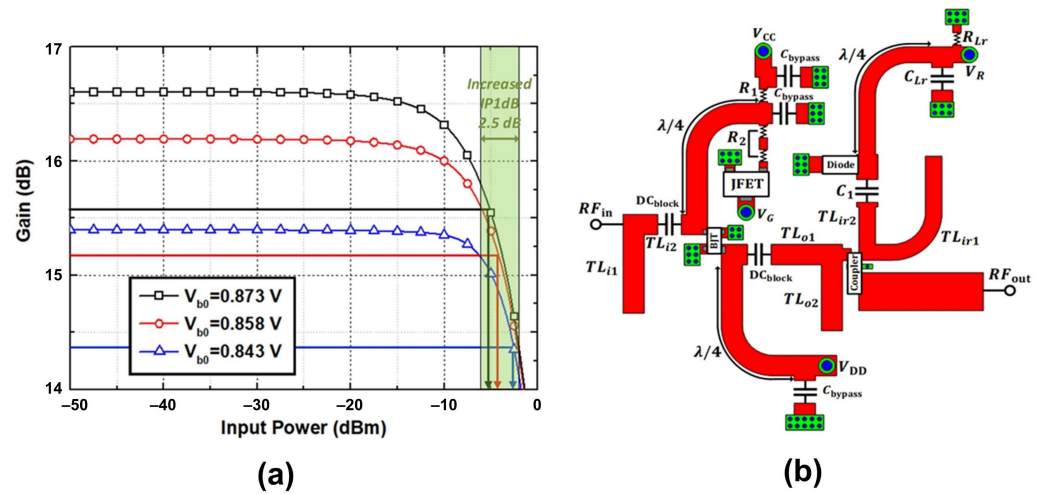 (a)
17
16
15
14
Gain (dB)
Increased
IP1dB
2.5 dB
V_b0=0.873 V
V_b0=0.858 V
V_b0=0.843 V
−50
−40
−30
−20
−10
0
Input Power (dBm)
(a)
V_CC
C_bypass
R_1
C_bypass
λ/4
R_2
JFET
V_G
DC_block
RF_in
TL_i2
TL_i1
BJT
TL_o1
DC_block
TL_o2
λ/4
V_DD
C_bypass
R_Lr
V_R
C_Lr
λ/4
Diode
C_1
TL_ir2
TL_ir1
Coupler
RF_out
(b)